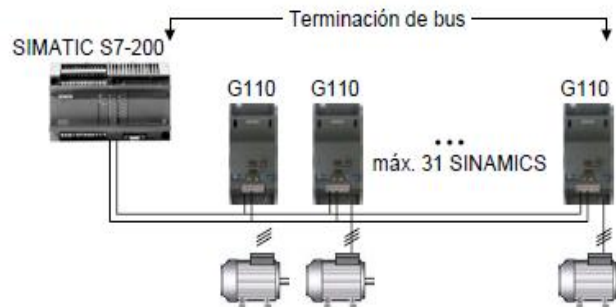 Terminación de bus
SIMATIC S7-200
G110
G110
G110
...
máx. 31 SINAMICS